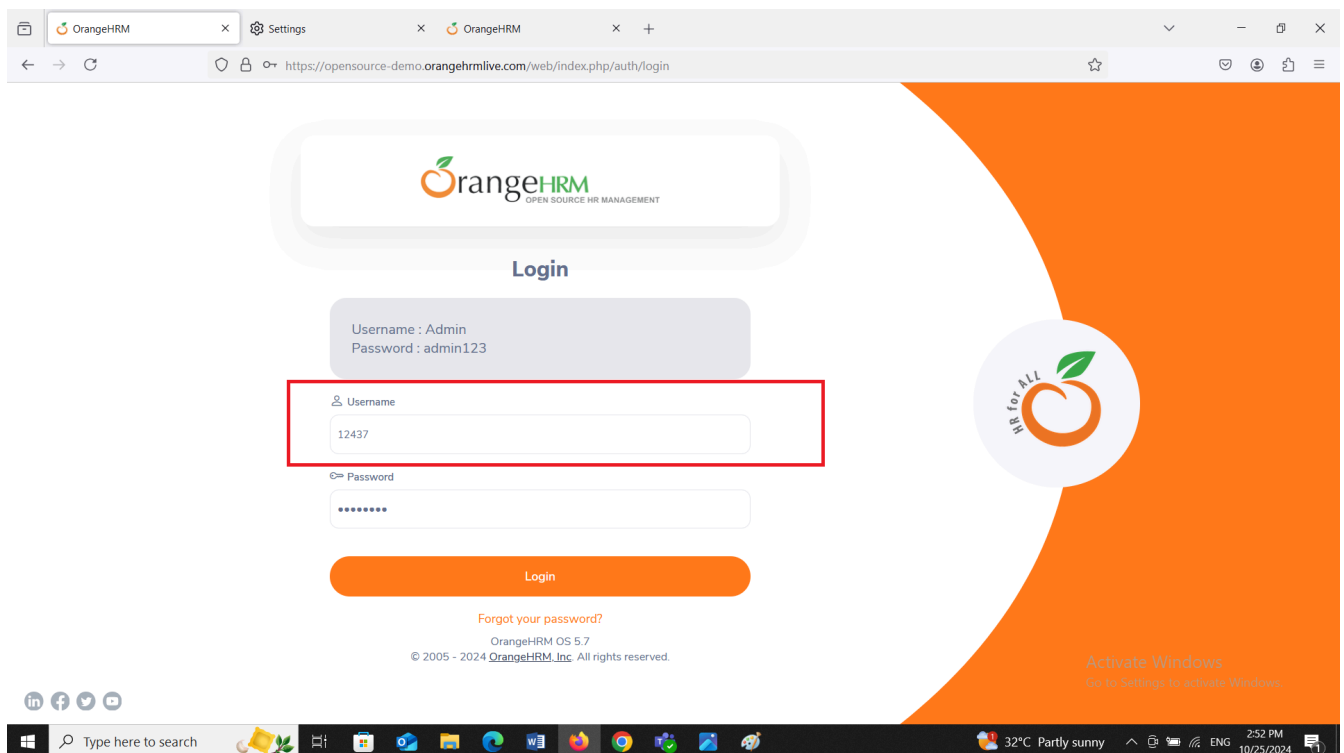 OrangeHRM
Settings
OrangeHRM
https://opensource-demo.orangehrmlive.com/web/index.php/auth/login
OrangeHRM
OPEN SOURCE HR MANAGEMENT
Login
Username : Admin
Password : admin123
Username
12437
Password
••••••••
Login
Forgot your password?
OrangeHRM OS 5.7
© 2005 - 2024 OrangeHRM, Inc. All rights reserved.
HR for ALL
Activate Windows
Go to Settings to activate Windows.
Type here to search
32°C Partly sunny
ENG
2:52 PM
10/25/2024